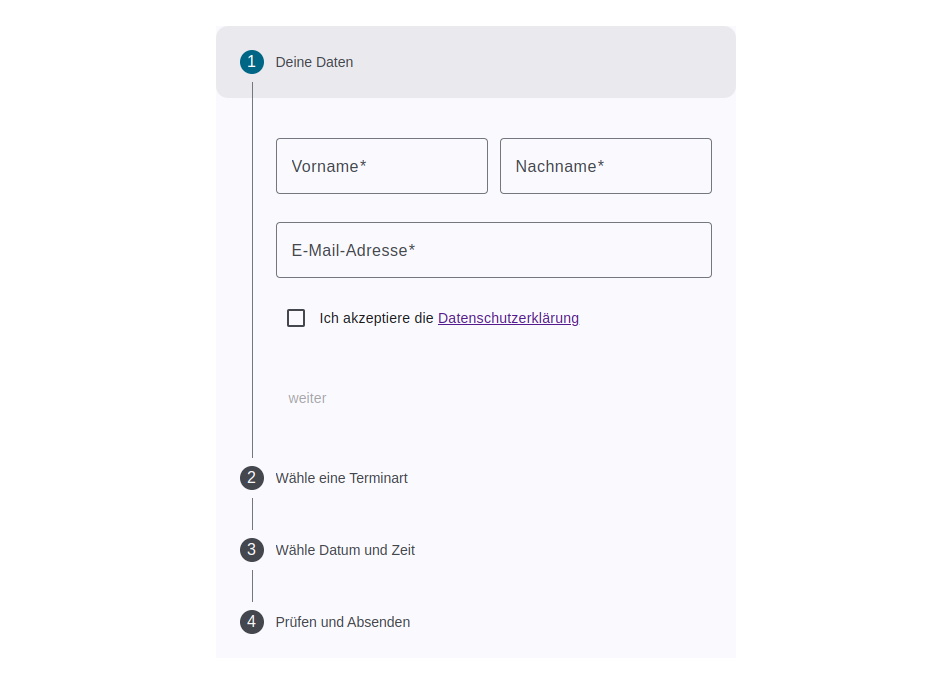 1 Deine Daten
Vorname* Nachname*
E-Mail-Adresse*
Ich akzeptiere die Datenschutzerklärung
weiter
2 Wähle eine Terminart
3 Wähle Datum und Zeit
4 Prüfen und Absenden